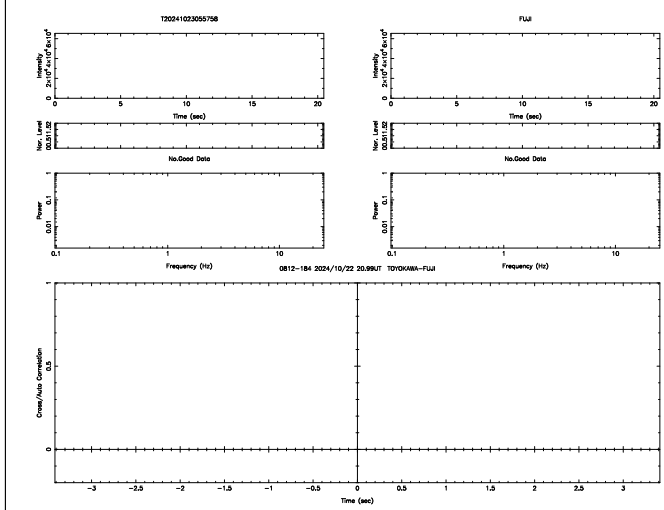 T20241023055758 FUJI
Intensity 0 2×10⁴ 4×10⁴ 6×10⁴ Intensity 0 2×10⁴ 4×10⁴ 6×10⁴
0 5 10 15 20 0 5 10 15 20
Time (sec) Time (sec)
Nor. Level 00.511.52 Nor. Level 00.511.52
No.Good Data No.Good Data
Power 0.01 0.1 1 Power 0.01 0.1 1
0.1 1 10 0.1 1 10
Frequency (Hz) Frequency (Hz)
0812-184 2024/10/22 20.99UT TOYOKAWA-FUJI
Cross/Auto Correlation 0 0.5 1
-3 -2.5 -2 -1.5 -1 -0.5 0 0.5 1 1.5 2 2.5 3
Time (sec)